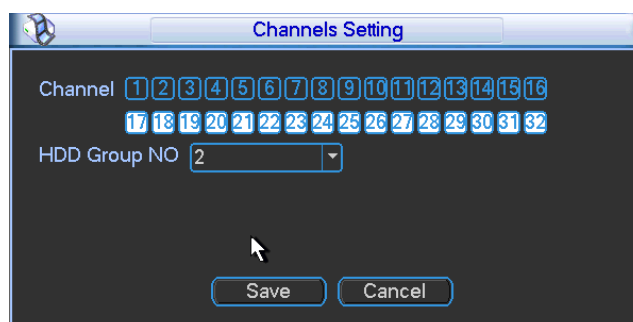 Channels Setting
Channel 1 2 3 4 5 6 7 8 9 10 11 12 13 14 15 16
17 18 19 20 21 22 23 24 25 26 27 28 29 30 31 32
HDD Group NO 2
Save Cancel